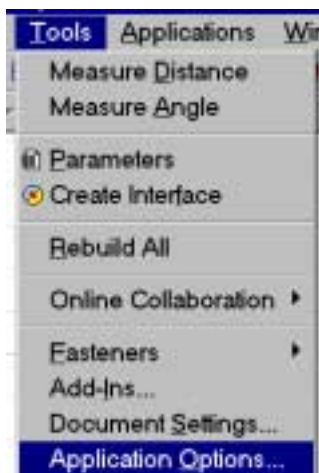 Tools Applications Wi
Measure Distance
Measure Angle
Parameters
Create Interface
Rebuild All
Online Collaboration
Fasteners
Add-Ins...
Document Settings...
Application Options...